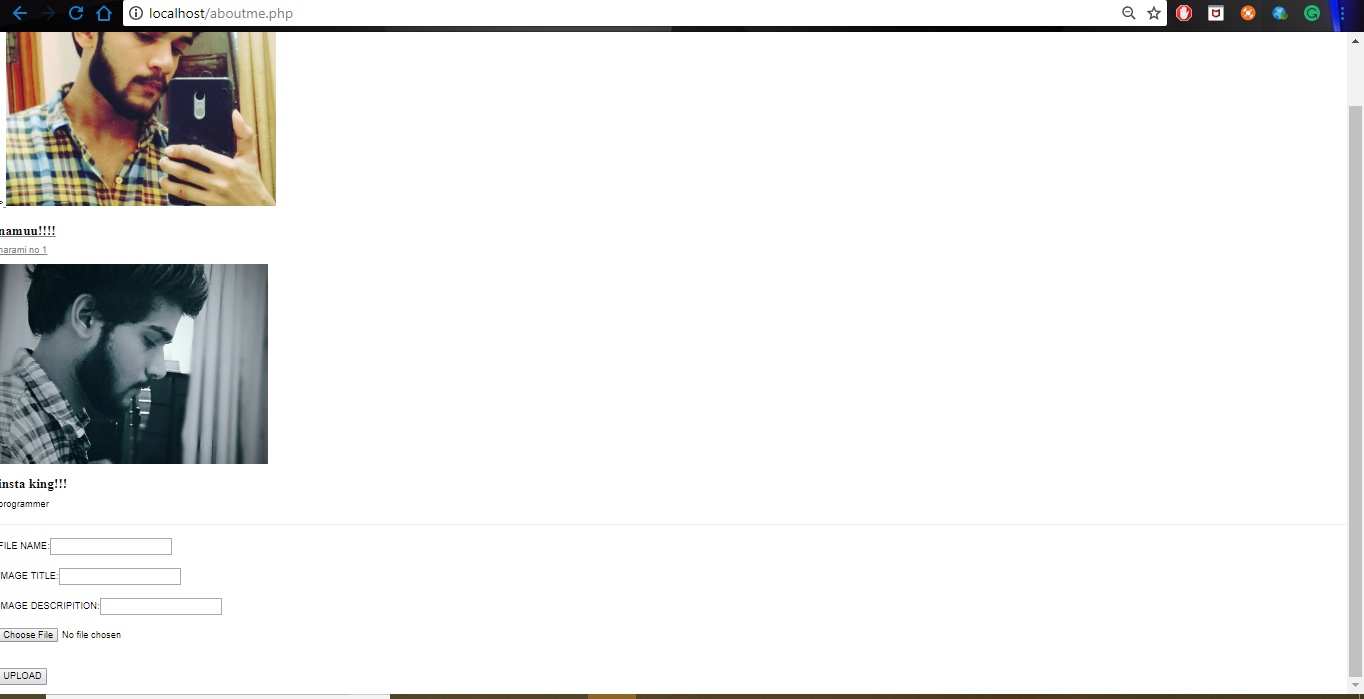 localhost/aboutme.php
namuu!!!!
harami no 1
insta king!!!
programmer
FILE NAME:
IMAGE TITLE:
IMAGE DESCRIPITION:
Choose File No file chosen
UPLOAD